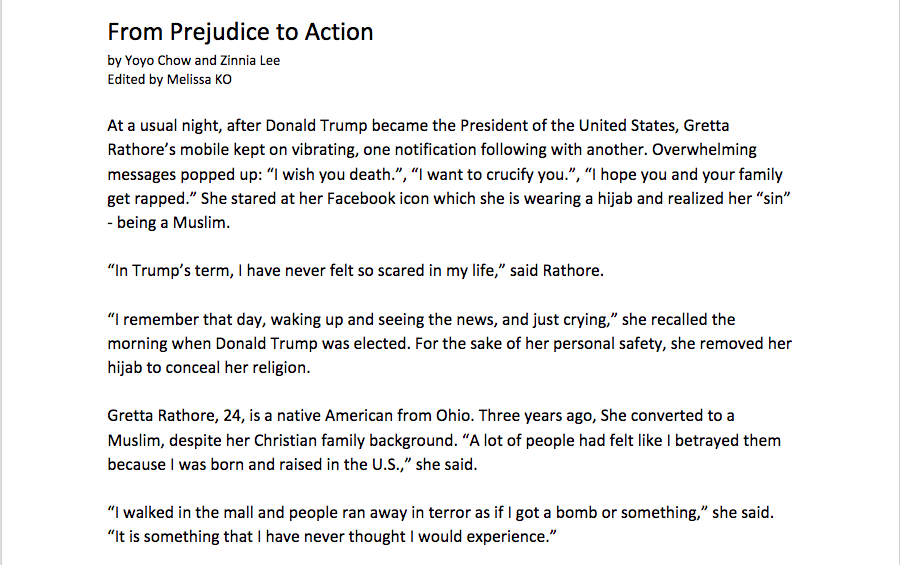 From Prejudice to Action
by Yoyo Chow and Zinnia Lee
Edited by Melissa KO
At a usual night, after Donald Trump became the President of the United States, Gretta
Rathore’s mobile kept on vibrating, one notification following with another. Overwhelming
messages popped up: “I wish you death.”, “I want to crucify you.”, “I hope you and your family
get rapped.” She stared at her Facebook icon which she is wearing a hijab and realized her “sin”
- being a Muslim.
“In Trump’s term, I have never felt so scared in my life,” said Rathore.
“I remember that day, waking up and seeing the news, and just crying,” she recalled the
morning when Donald Trump was elected. For the sake of her personal safety, she removed her
hijab to conceal her religion.
Gretta Rathore, 24, is a native American from Ohio. Three years ago, She converted to a
Muslim, despite her Christian family background. “A lot of people had felt like I betrayed them
because I was born and raised in the U.S.,” she said.
“I walked in the mall and people ran away in terror as if I got a bomb or something,” she said.
“It is something that I have never thought I would experience.”